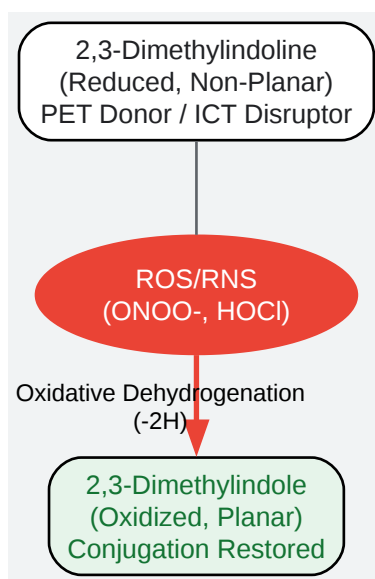 2,3-Dimethylindoline
(Reduced, Non-Planar)
PET Donor / ICT Disruptor
ROS/RNS
(ONOO-, HOCl)
Oxidative Dehydrogenation
(-2H)
2,3-Dimethylindole
(Oxidized, Planar)
Conjugation Restored